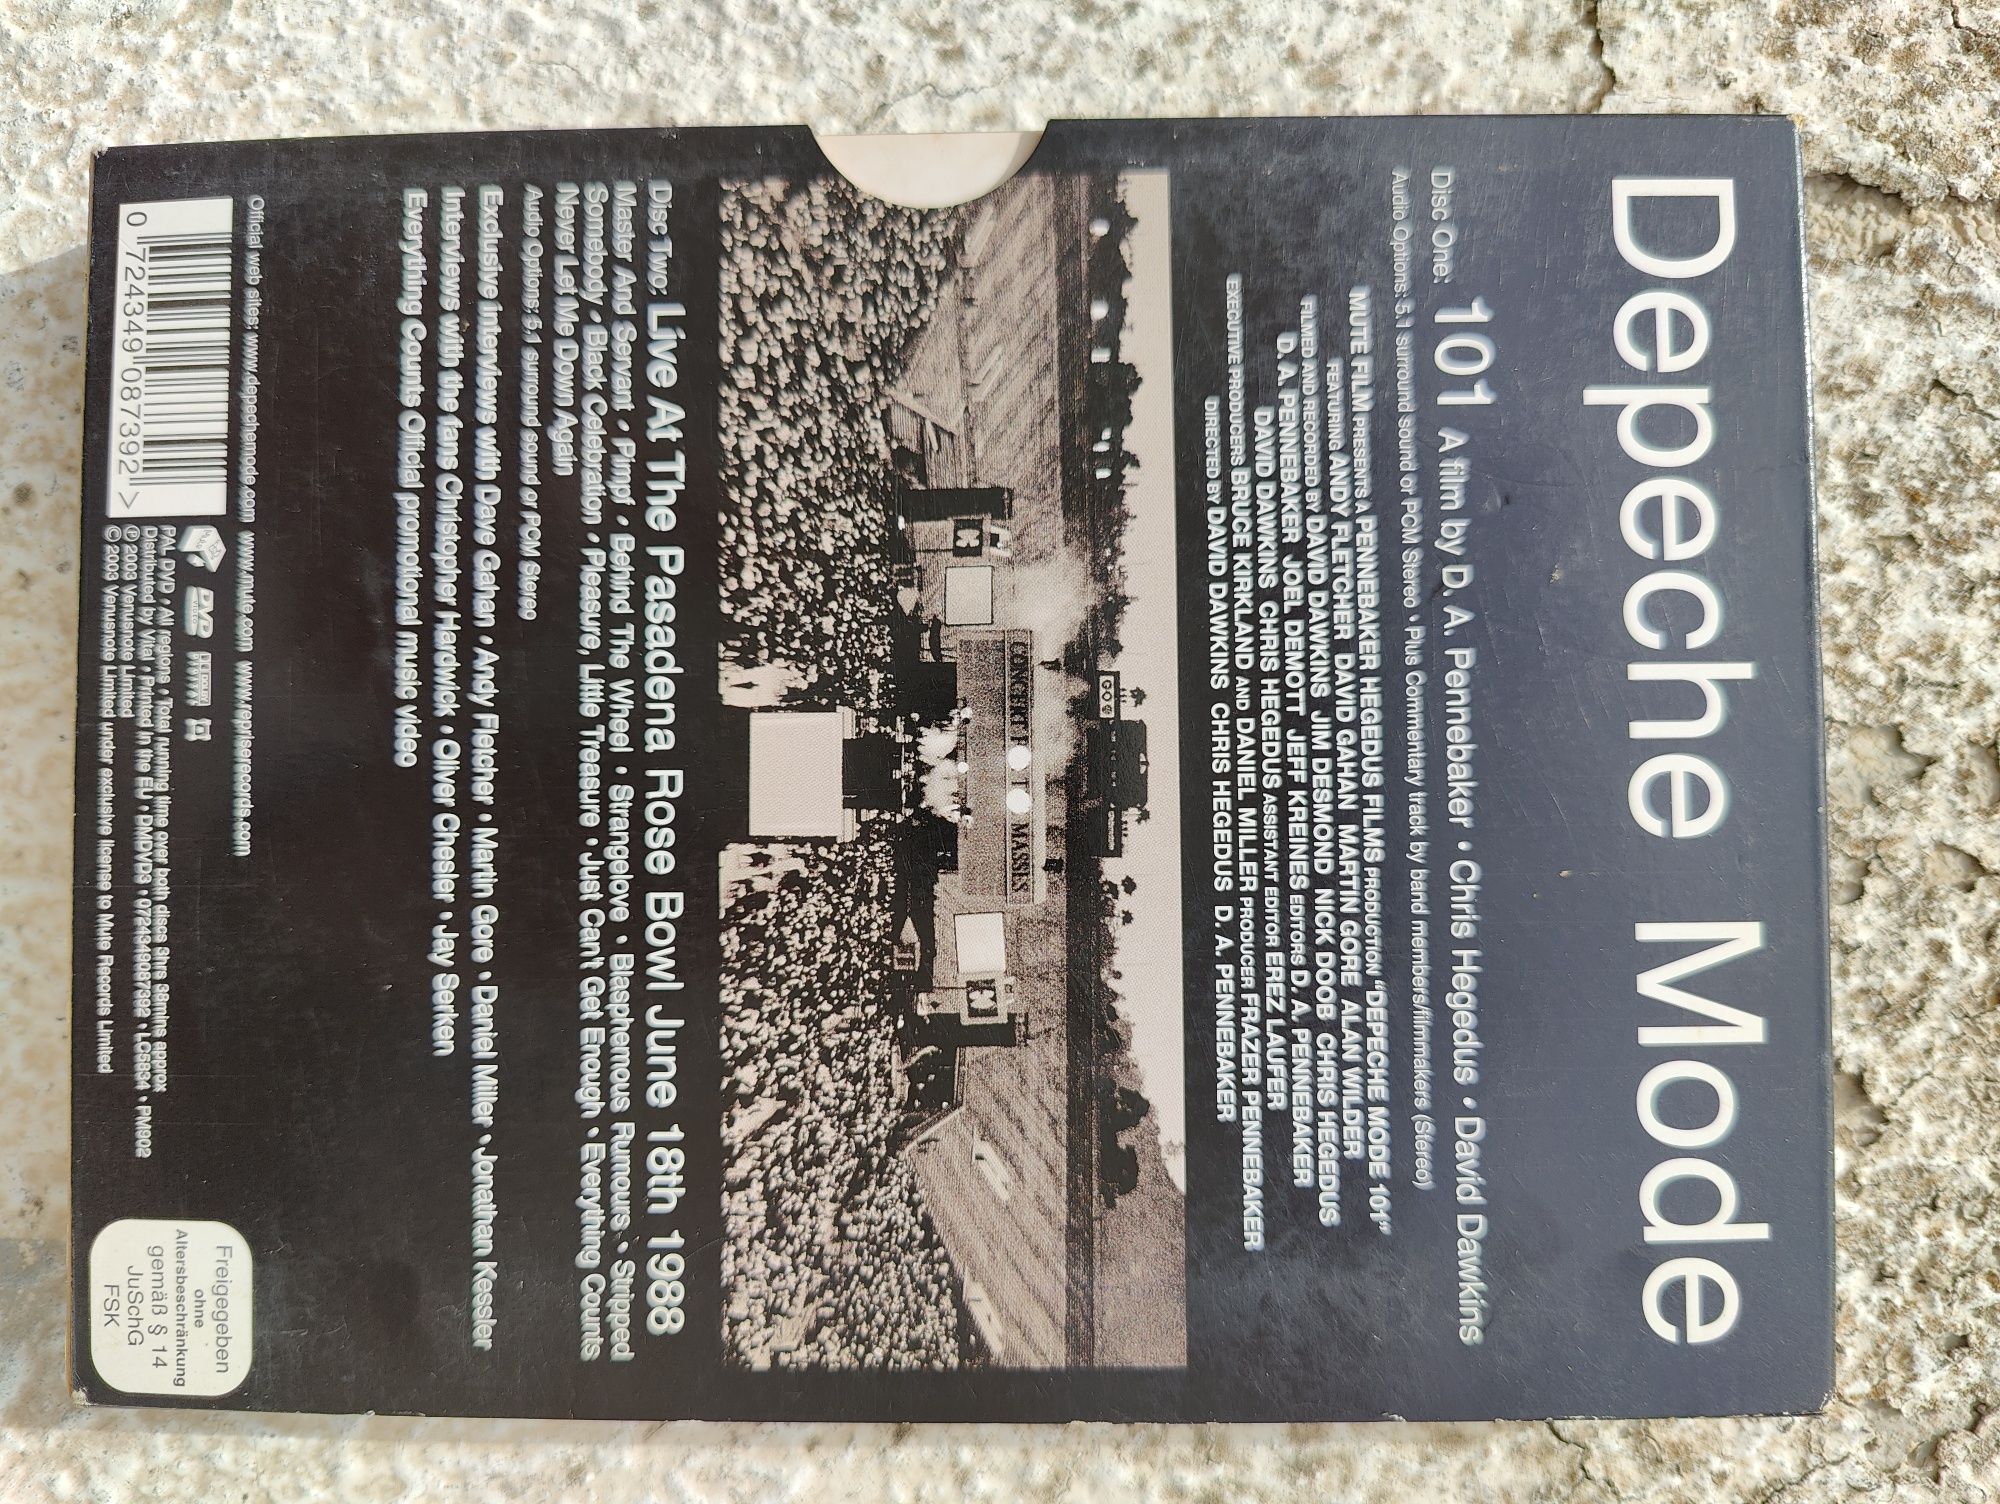 Depeche Mode
Disc One: 101 A film by D. A. Pennebaker • Chris Hegedus • David Dawkins
Audio Options: 5.1 surround sound or PCM Stereo • Plus Commentary track by band members/filmmakers (Stereo)
MUTE FILM PRESENTS A PENNEBAKER HEGEDUS FILMS PRODUCTION "DEPECHE MODE 101"
FEATURING ANDY FLETCHER DAVID GAHAN MARTIN GORE ALAN WILDER
FILMED AND RECORDED BY DAVID DAWKINS JIM DESMOND NICK DOOB CHRIS HEGEDUS
D. A. PENNEBAKER JOEL DEMOTT JEFF KREINES EDITORS D. A. PENNEBAKER
DAVID DAWKINS CHRIS HEGEDUS ASSISTANT EDITOR EREZ LAUFER
EXECUTIVE PRODUCERS BRUCE KIRKLAND AND DANIEL MILLER PRODUCER FRAZER PENNEBAKER
DIRECTED BY DAVID DAWKINS CHRIS HEGEDUS D. A. PENNEBAKER
CONCRETE MASSES
Disc Two: Live At The Pasadena Rose Bowl June 18th 1988
Master And Servant • Pimpf • Behind The Wheel • Strangelove • Blasphemous Rumours • Stripped
Somebody • Black Celebration • Pleasure, Little Treasure • Just Can't Get Enough • Everything Counts
Never Let Me Down Again
Audio Options: 5.1 surround sound or PCM Stereo
Exclusive interviews with Dave Gahan • Andy Fletcher • Martin Gore • Daniel Miller • Jonathan Kessler
Interviews with the fans Christopher Hardwick • Oliver Chesler • Jay Serken
Everything Counts Official promotional music video
Official web sites: www.depechemode.com www.mute.com www.repriserecords.com
0 724349 087392 >
DVD
PAL DVD • All regions • Total running time over both discs 3hrs 38mins approx
Distributed by Vital • Printed in the EU • DMDVD3 • 0724349087392 • LC5834 • PM902
℗ 2003 Venusnote Limited
© 2003 Venusnote Limited under exclusive license to Mute Records Limited
Freigegeben
ohne
Altersbeschränkung
gemäß § 14
JuSchG
FSK